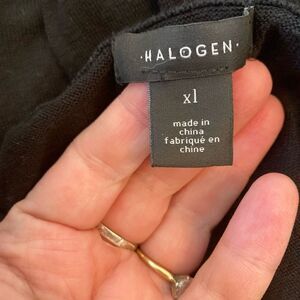 ·HALOGEN·
xl
made in
china
fabriqué en
chine